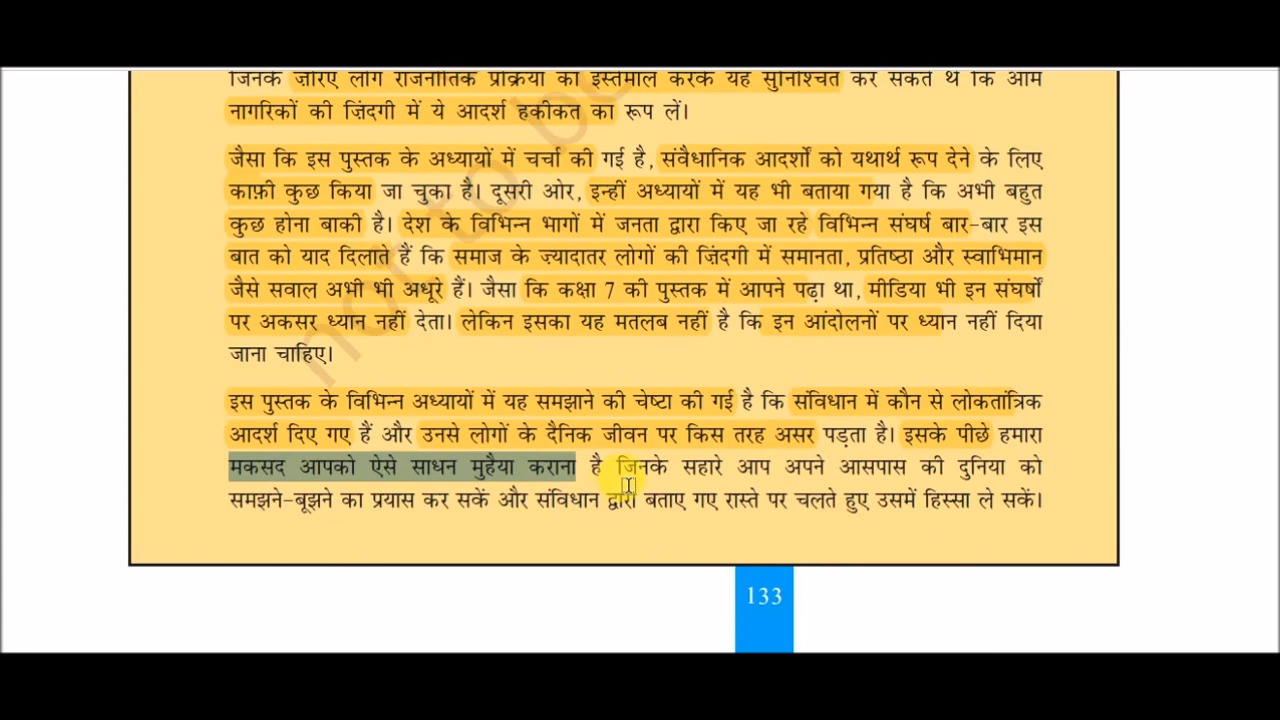 जिनके ज़रिए लोग राजनीतिक प्रक्रिया का इस्तेमाल करके यह सुनिश्चित कर सकते थे कि आम
नागरिकों की ज़िंदगी में ये आदर्श हकीकत का रूप लें।
जैसा कि इस पुस्तक के अध्यायों में चर्चा की गई है, संवैधानिक आदर्शों को यथार्थ रूप देने के लिए
काफ़ी कुछ किया जा चुका है। दूसरी ओर, इन्हीं अध्यायों में यह भी बताया गया है कि अभी बहुत
कुछ होना बाकी है। देश के विभिन्न भागों में जनता द्वारा किए जा रहे विभिन्न संघर्ष बार-बार इस
बात को याद दिलाते हैं कि समाज के ज़्यादातर लोगों की ज़िंदगी में समानता, प्रतिष्ठा और स्वाभिमान
जैसे सवाल अभी भी अधूरे हैं। जैसा कि कक्षा 7 की पुस्तक में आपने पढ़ा था, मीडिया भी इन संघर्षों
पर अकसर ध्यान नहीं देता। लेकिन इसका यह मतलब नहीं है कि इन आंदोलनों पर ध्यान नहीं दिया
जाना चाहिए।
इस पुस्तक के विभिन्न अध्यायों में यह समझाने की चेष्टा की गई है कि संविधान में कौन से लोकतांत्रिक
आदर्श दिए गए हैं और उनसे लोगों के दैनिक जीवन पर किस तरह असर पड़ता है। इसके पीछे हमारा
मकसद आपको ऐसे साधन मुहैया कराना है जिनके सहारे आप अपने आसपास की दुनिया को
समझने-बूझने का प्रयास कर सकें और संविधान द्वारा बताए गए रास्ते पर चलते हुए उसमें हिस्सा ले सकें।
133
not to be